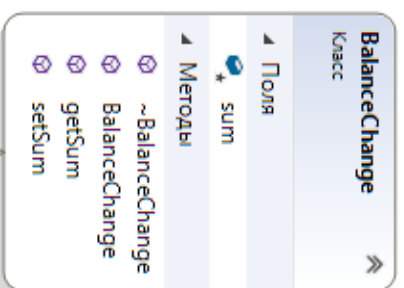 BalanceChange
Класс
Поля
sum
Методы
~BalanceChange
BalanceChange
getSum
setSum